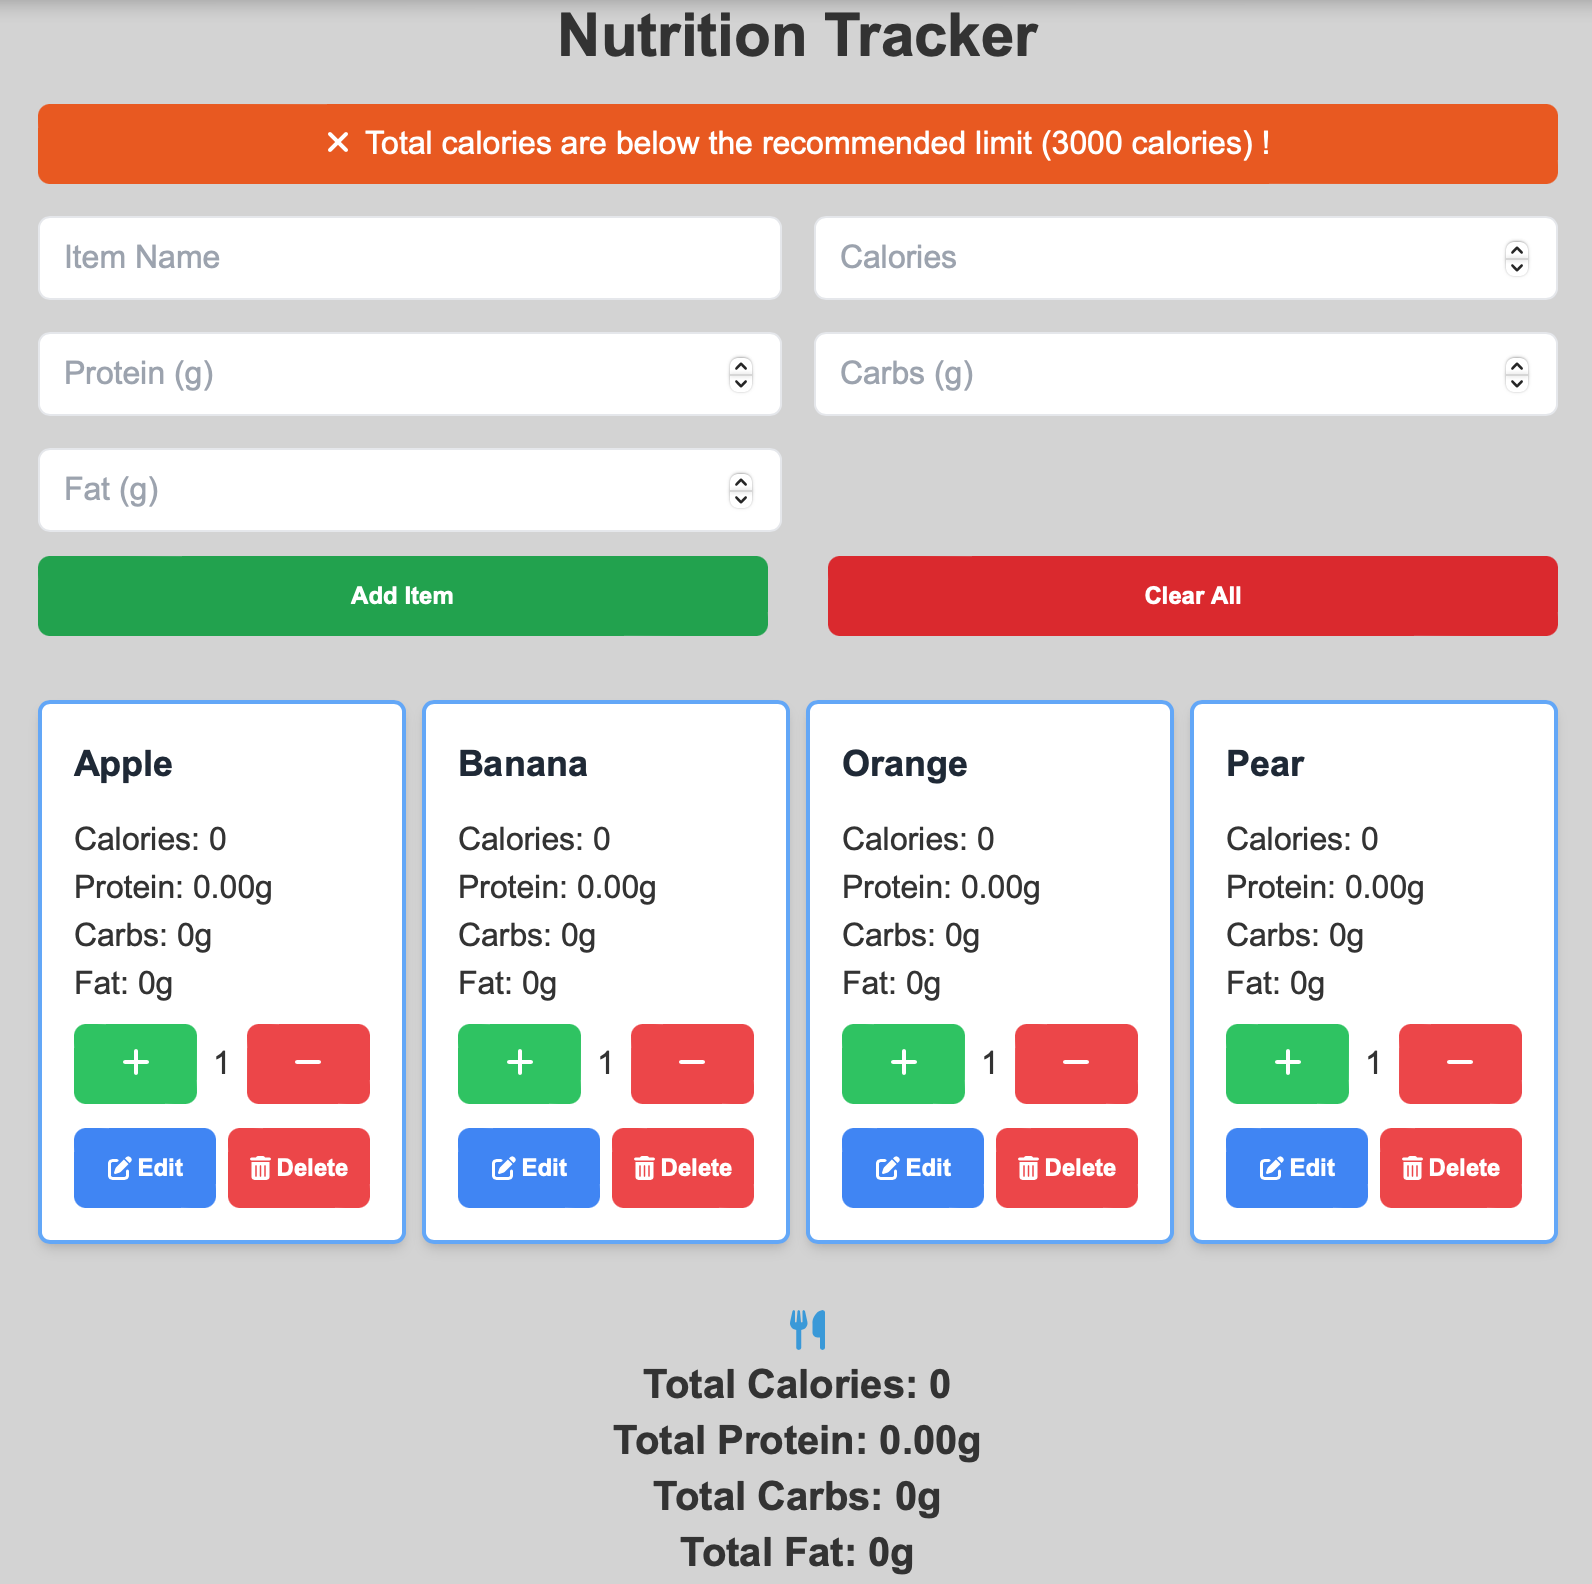 Nutrition Tracker
✕ Total calories are below the recommended limit (3000 calories) !
Item Name
Calories
Protein (g)
Carbs (g)
Fat (g)
Add Item
Clear All
Apple
Calories: 0
Protein: 0.00g
Carbs: 0g
Fat: 0g
+ 1 −
Edit Delete
Banana
Calories: 0
Protein: 0.00g
Carbs: 0g
Fat: 0g
+ 1 −
Edit Delete
Orange
Calories: 0
Protein: 0.00g
Carbs: 0g
Fat: 0g
+ 1 −
Edit Delete
Pear
Calories: 0
Protein: 0.00g
Carbs: 0g
Fat: 0g
+ 1 −
Edit Delete
Total Calories: 0
Total Protein: 0.00g
Total Carbs: 0g
Total Fat: 0g